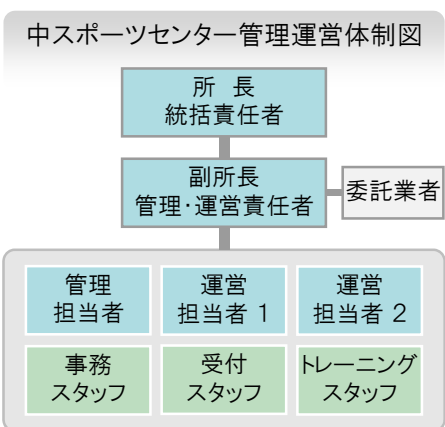 中スポーツセンター管理運営体制図
所 長
統括責任者
副所長
管理・運営責任者
委託業者
管理
担当者
運営
担当者 1
運営
担当者 2
事務
スタッフ
受付
スタッフ
トレーニング
スタッフ